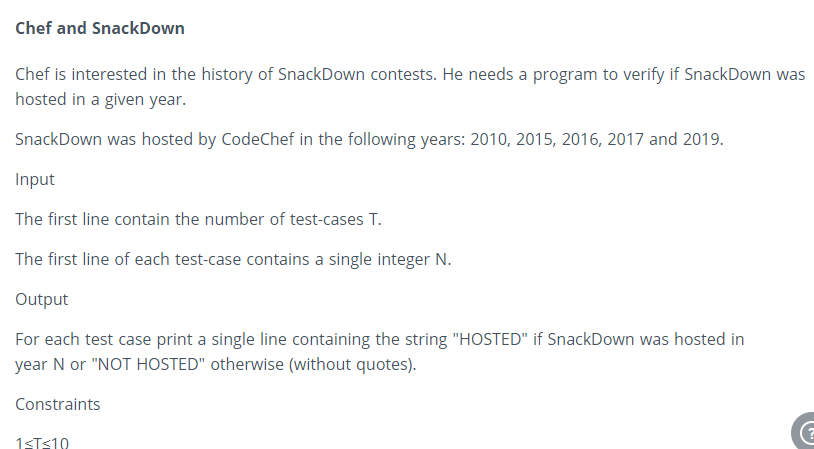 Chef and SnackDown
Chef is interested in the history of SnackDown contests. He needs a program to verify if SnackDown was
hosted in a given year.
SnackDown was hosted by CodeChef in the following years: 2010, 2015, 2016, 2017 and 2019.
Input
The first line contain the number of test-cases T.
The first line of each test-case contains a single integer N.
Output
For each test case print a single line containing the string "HOSTED" if SnackDown was hosted in
year N or "NOT HOSTED" otherwise (without quotes).
Constraints
1≤T≤10
?